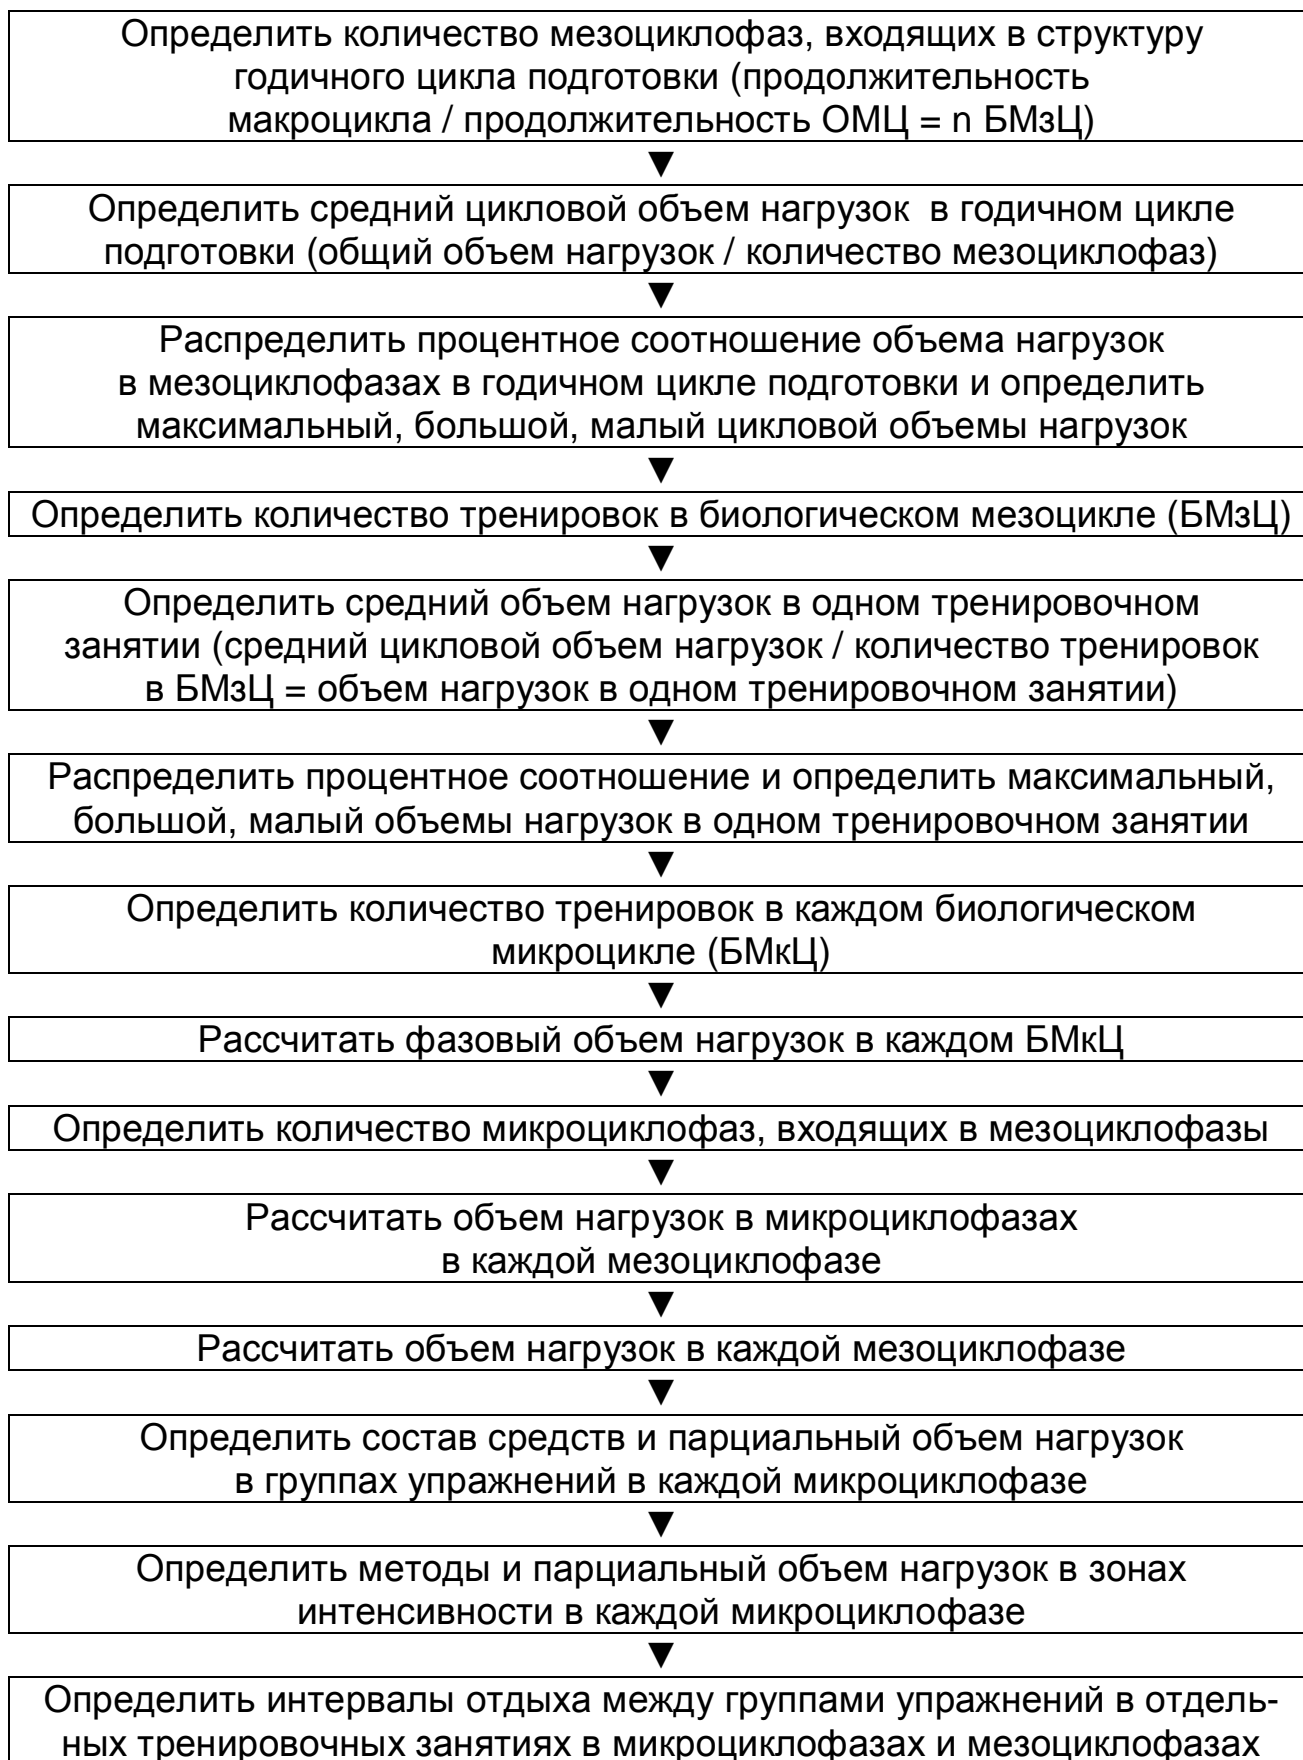 Определить количество мезоциклофаз, входящих в структуру
годичного цикла подготовки (продолжительность
макроцикла / продолжительность ОМЦ = n БМзЦ)
▼
Определить средний цикловой объем нагрузок в годичном цикле
подготовки (общий объем нагрузок / количество мезоциклофаз)
▼
Распределить процентное соотношение объема нагрузок
в мезоциклофазах в годичном цикле подготовки и определить
максимальный, большой, малый цикловой объемы нагрузок
▼
Определить количество тренировок в биологическом мезоцикле (БМзЦ)
▼
Определить средний объем нагрузок в одном тренировочном
занятии (средний цикловой объем нагрузок / количество тренировок
в БМзЦ = объем нагрузок в одном тренировочном занятии)
▼
Распределить процентное соотношение и определить максимальный,
большой, малый объемы нагрузок в одном тренировочном занятии
▼
Определить количество тренировок в каждом биологическом
микроцикле (БМкЦ)
▼
Рассчитать фазовый объем нагрузок в каждом БМкЦ
▼
Определить количество микроциклофаз, входящих в мезоциклофазы
▼
Рассчитать объем нагрузок в микроциклофазах
в каждой мезоциклофазе
▼
Рассчитать объем нагрузок в каждой мезоциклофазе
▼
Определить состав средств и парциальный объем нагрузок
в группах упражнений в каждой микроциклофазе
▼
Определить методы и парциальный объем нагрузок в зонах
интенсивности в каждой микроциклофазе
▼
Определить интервалы отдыха между группами упражнений в отдель-
ных тренировочных занятиях в микроциклофазах и мезоциклофазах